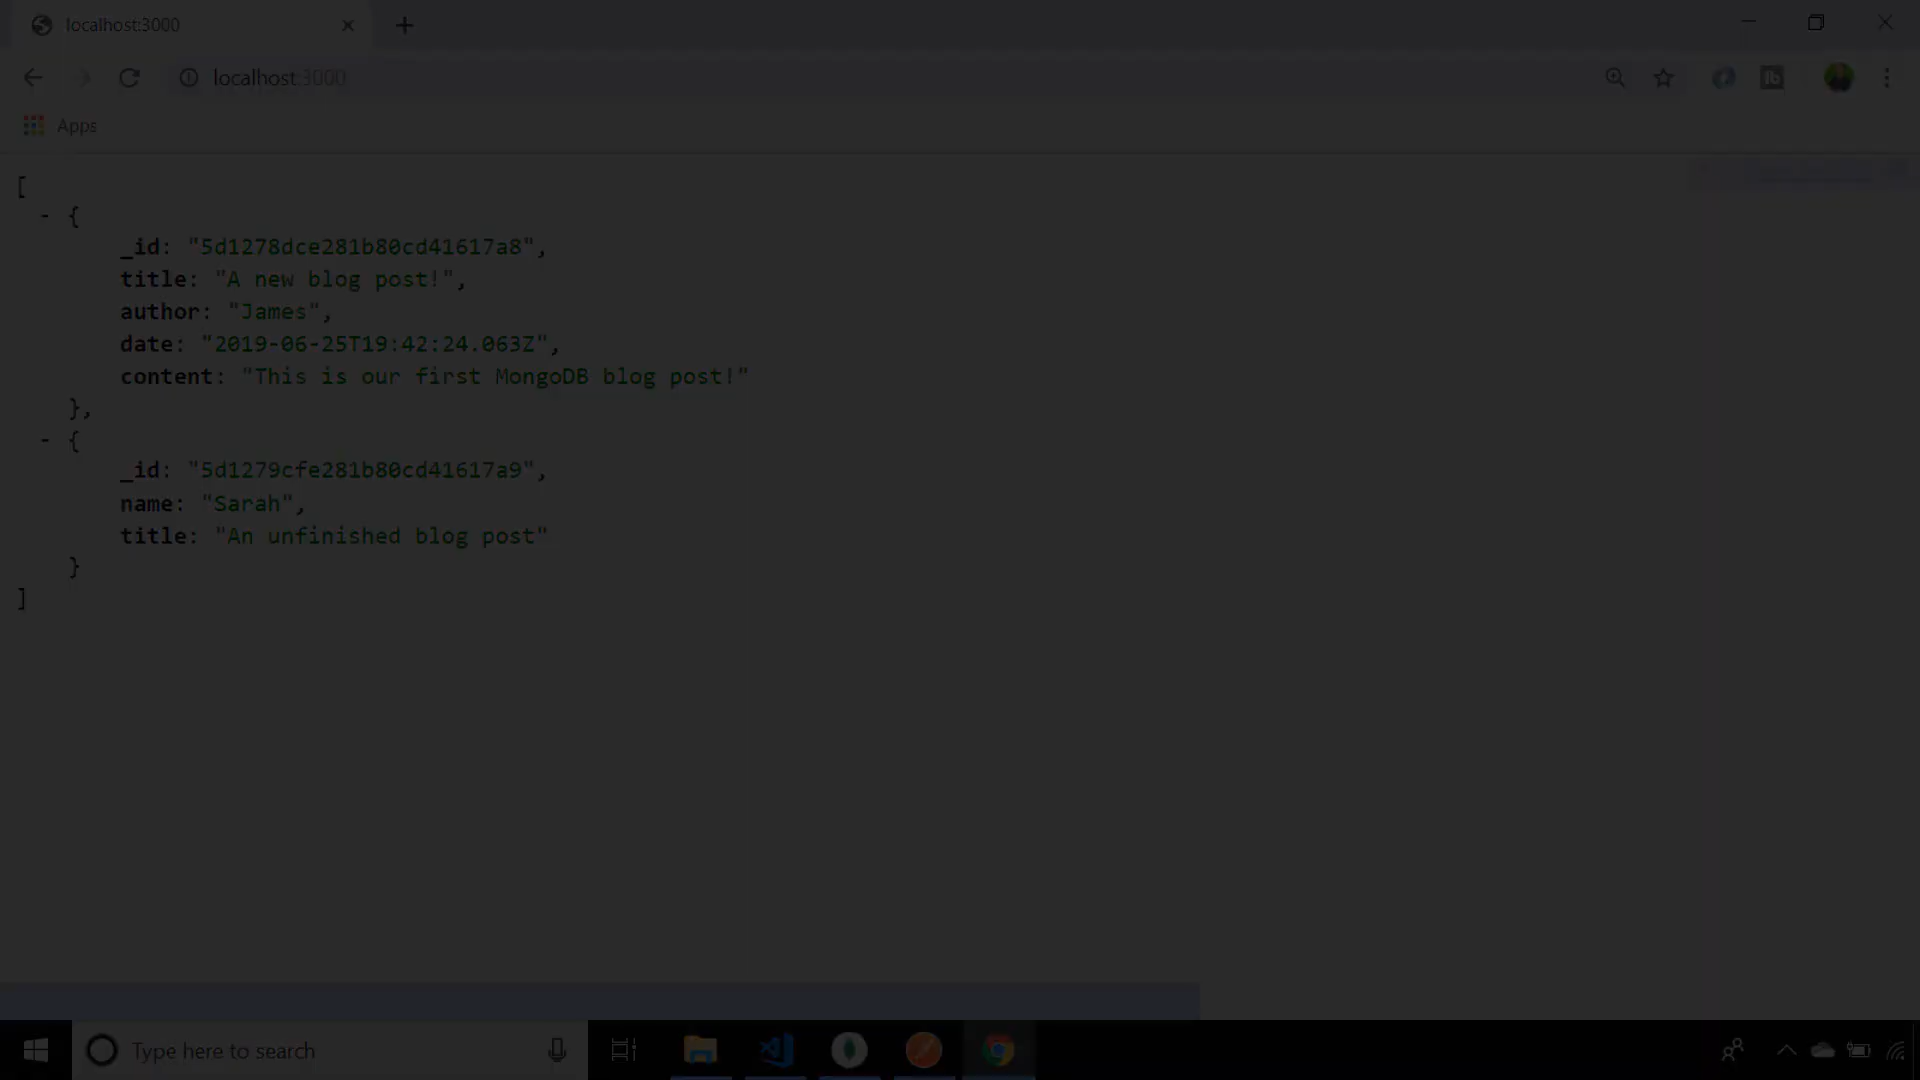 localhost:3000
localhost:3000
Apps
[
- {
_id: "5d1278dce281b80cd41617a8",
title: "A new blog post!",
author: "James",
date: "2019-06-25T19:42:24.063Z",
content: "This is our first MongoDB blog post!"
},
- {
_id: "5d1279cfe281b80cd41617a9",
name: "Sarah",
title: "An unfinished blog post"
}
]
Type here to search